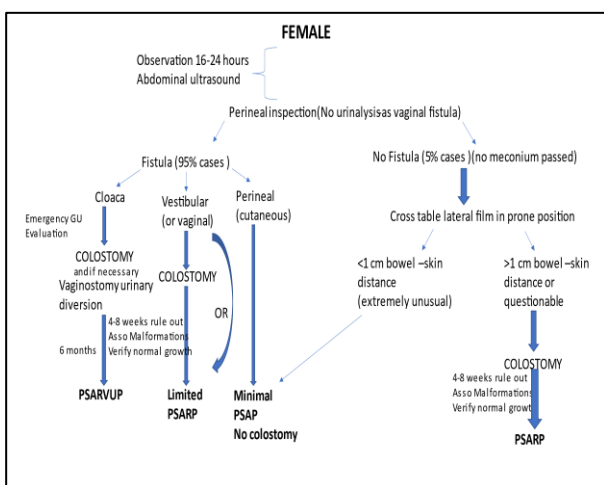 FEMALE
Observation 16-24 hours
Abdominal ultrasound
Perineal inspection(No urinalysis as vaginal fistula)
Fistula (95% cases )
No Fistula (5% cases )(no meconium passed)
Cloaca
Vestibular
(or vaginal)
Perineal
(cutaneous)
Emergency GU
Evaluation
COLOSTOMY
and if necessary
Vaginostomy urinary
diversion
COLOSTOMY
OR
4-8 weeks rule out
Asso Malformations
Verify normal growth
6 months
PSARVUP
Limited
PSARP
Minimal
PSAP
No colostomy
Cross table lateral film in prone position
<1 cm bowel –skin
distance
(extremely unusual)
>1 cm bowel –skin
distance or
questionable
COLOSTOMY
4-8 weeks rule out
Asso Malformations
Verify normal growt
PSARP